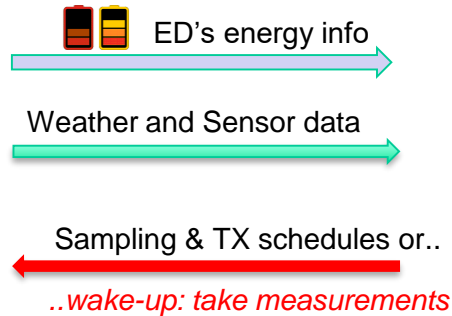 ED's energy info
Weather and Sensor data
Sampling & TX schedules or..
..wake-up: take measurements